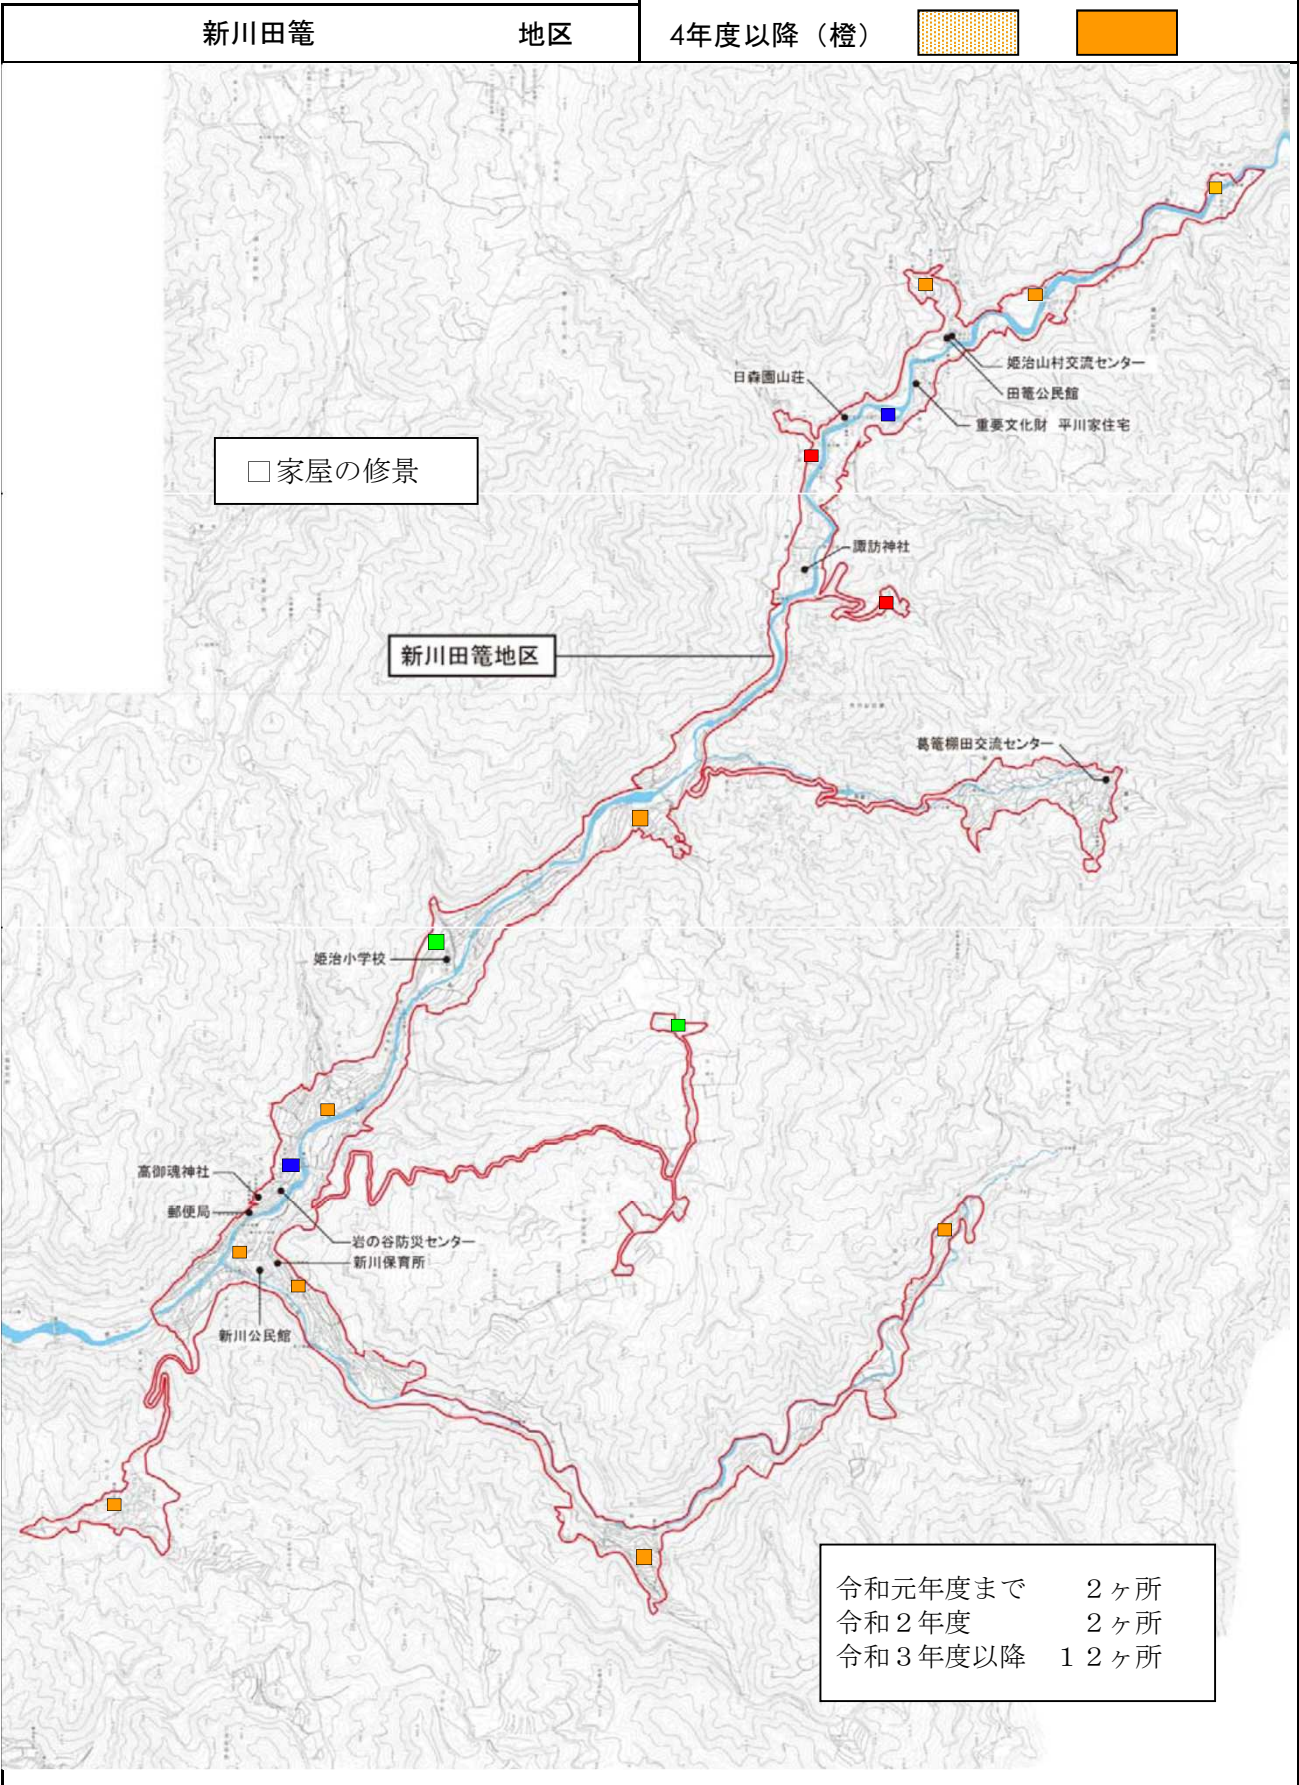 新川田篭 地区
4年度以降（橙）
姫治山村交流センター
日森園山荘
田篭公民館
重要文化財 平川家住宅
□家屋の修景
諏訪神社
新川田篭地区
葛篭棚田交流センター
姫治小学校
高御魂神社
郵便局
岩の谷防災センター
新川保育所
新川公民館
令和元年度まで ２ヶ所
令和２年度 ２ヶ所
令和３年度以降 １２ヶ所